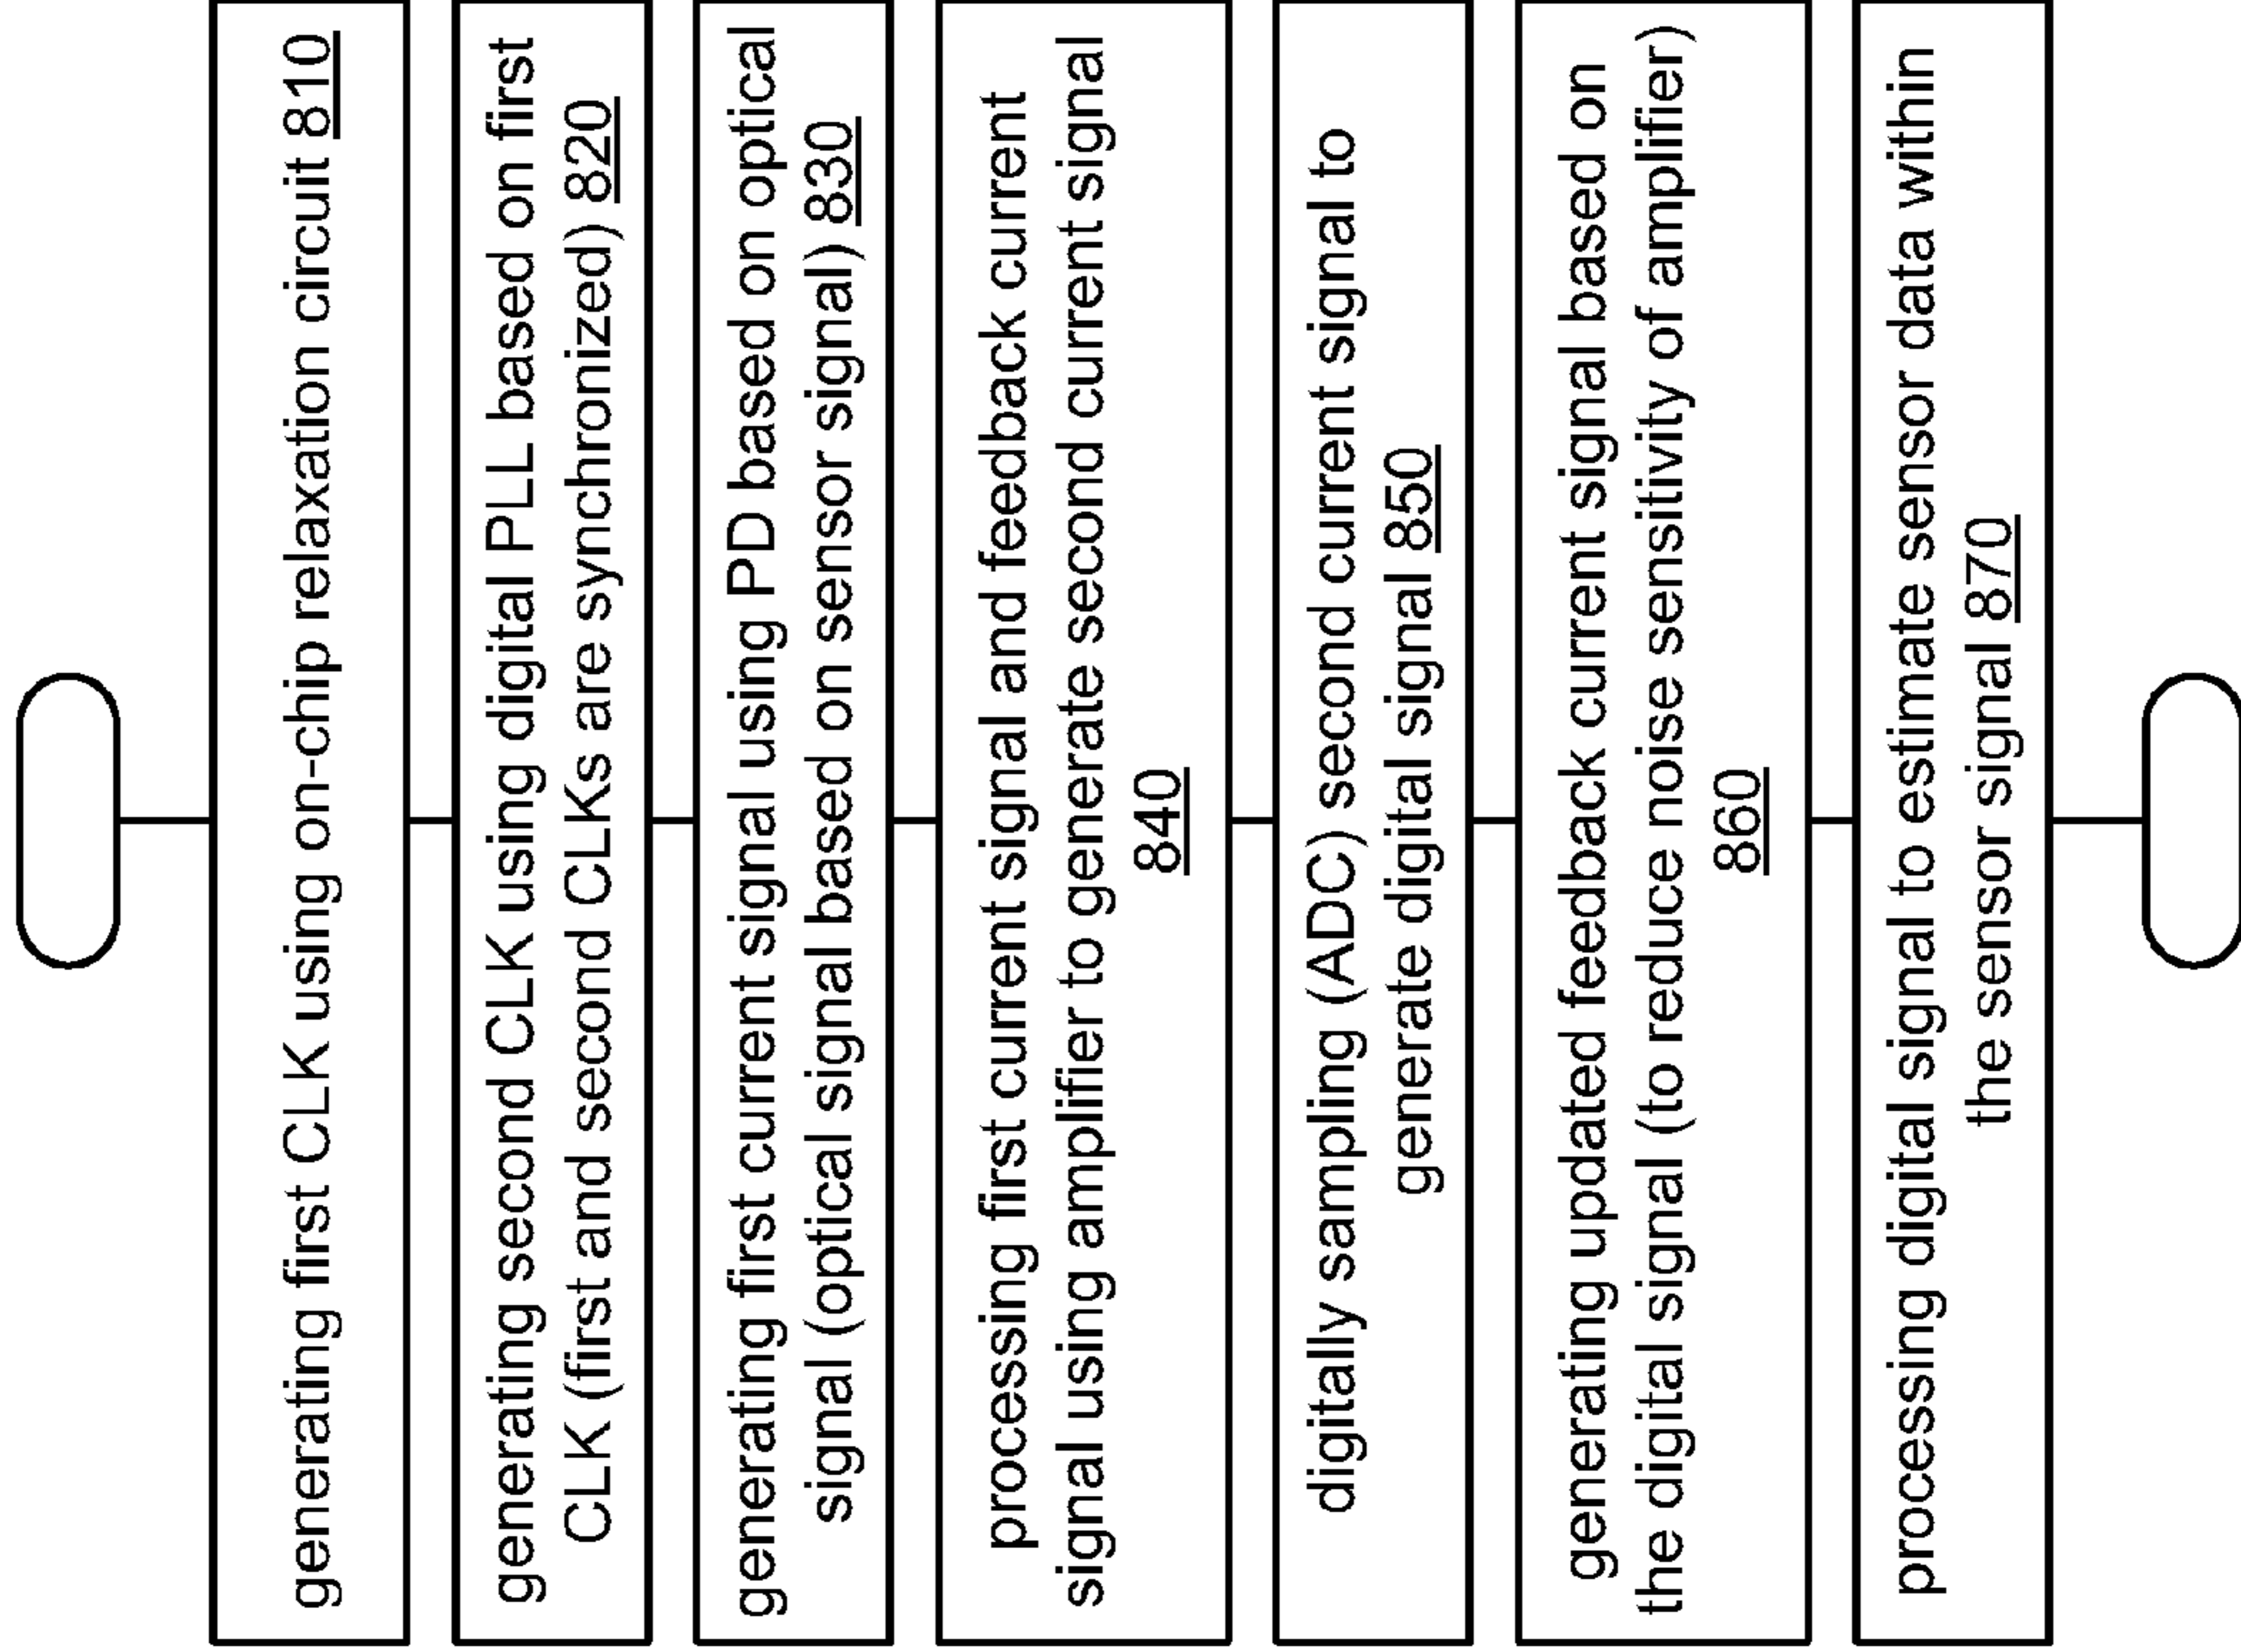 generating first CLK using on-chip relaxation circuit 810
generating second CLK using digital PLL based on first
CLK (first and second CLKs are synchronized) 820
generating first current signal using PD based on optical
signal (optical signal based on sensor signal) 830
processing first current signal and feedback current
signal using amplifier to generate second current signal
840
digitally sampling (ADC) second current signal to
generate digital signal 850
generating updated feedback current signal based on
the digital signal (to reduce noise sensitivity of amplifier)
860
processing digital signal to estimate sensor data within
the sensor signal 870